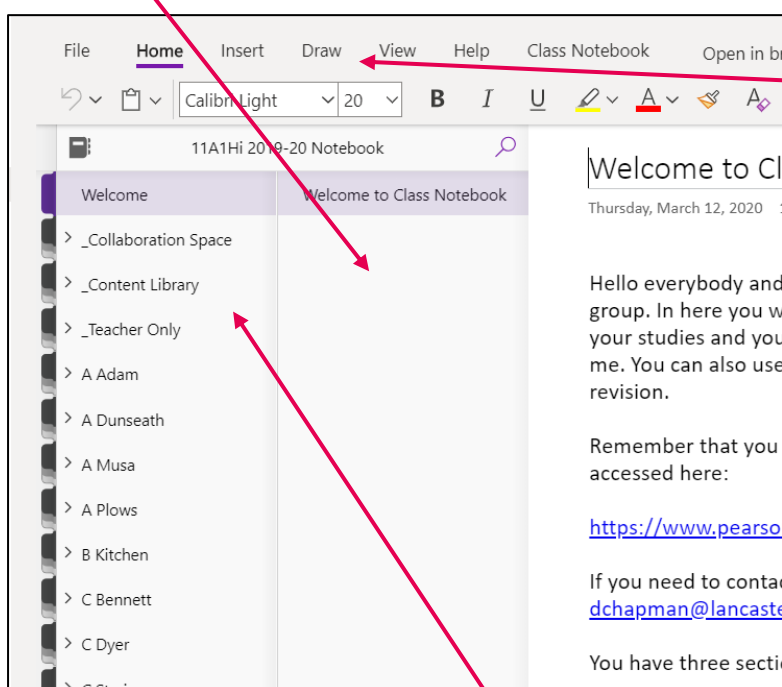 File Home Insert Draw View Help Class Notebook Open in br
Calibri Light 20 B I U A A
11A1Hi 2019-20 Notebook
Welcome
_Collaboration Space
_Content Library
_Teacher Only
A Adam
A Dunseath
A Musa
A Plows
B Kitchen
C Bennett
C Dyer
Welcome to Class Notebook
Welcome to Cl
Thursday, March 12, 2020
Hello everybody and
group. In here you w
your studies and you
me. You can also use
revision.
Remember that you
accessed here:
https://www.pearso
If you need to contac
dchapman@lancaste
You have three secti